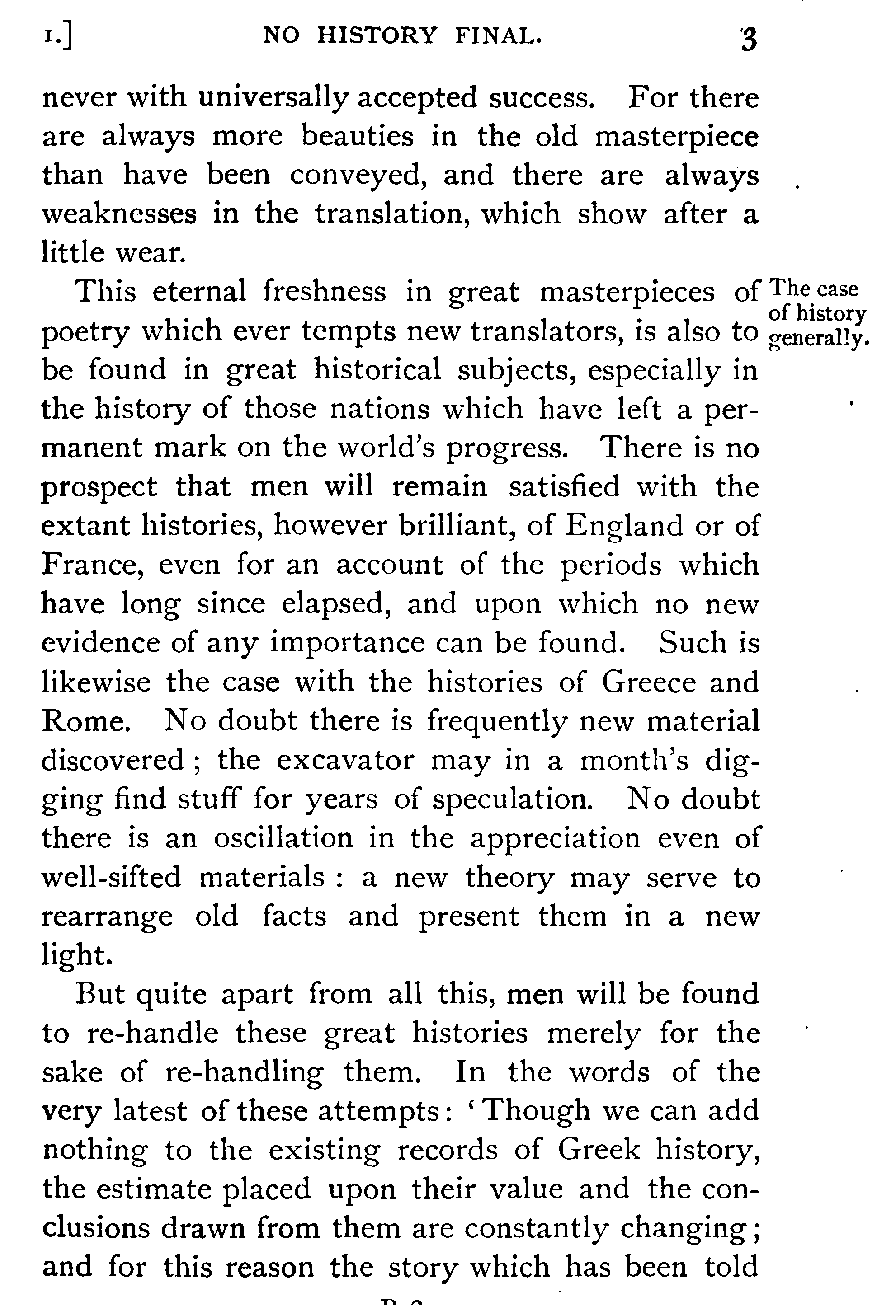 I.] NO HISTORY FINAL. 3
never with universally accepted success. For there
are always more beauties in the old masterpiece
than have been conveyed, and there are always
weaknesses in the translation, which show after a
little wear.
This eternal freshness in great masterpieces of
The case
of history
generally.
poetry which ever tempts new translators, is also to
be found in great historical subjects, especially in
the history of those nations which have left a per-
manent mark on the world's progress. There is no
prospect that men will remain satisfied with the
extant histories, however brilliant, of England or of
France, even for an account of the periods which
have long since elapsed, and upon which no new
evidence of any importance can be found. Such is
likewise the case with the histories of Greece and
Rome. No doubt there is frequently new material
discovered ; the excavator may in a month's dig-
ging find stuff for years of speculation. No doubt
there is an oscillation in the appreciation even of
well-sifted materials : a new theory may serve to
rearrange old facts and present them in a new
light.
But quite apart from all this, men will be found
to re-handle these great histories merely for the
sake of re-handling them. In the words of the
very latest of these attempts : ‘ Though we can add
nothing to the existing records of Greek history,
the estimate placed upon their value and the con-
clusions drawn from them are constantly changing ;
and for this reason the story which has been told